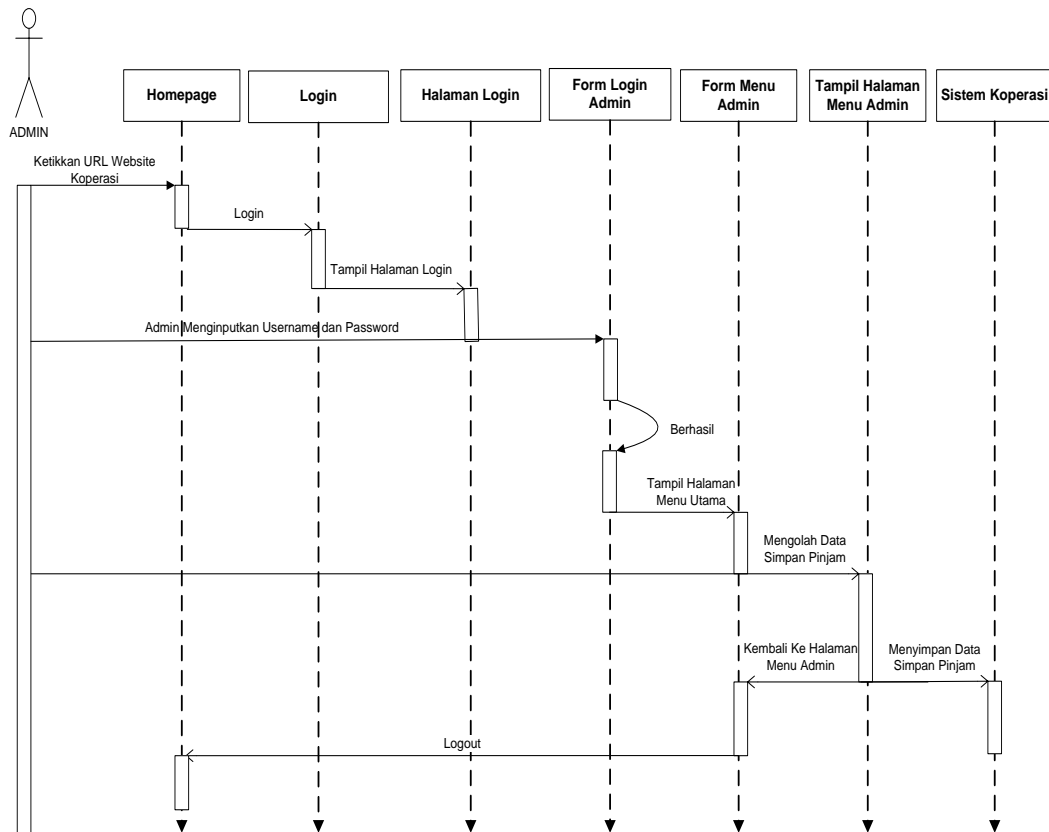 ADMIN
Homepage
Login
Halaman Login
Form Login
Admin
Form Menu
Admin
Tampil Halaman
Menu Admin
Sistem Koperasi
Ketikkan URL Website
Koperasi
Login
Tampil Halaman Login
Admin Menginputkan Username dan Password
Berhasil
Tampil Halaman
Menu Utama
Mengolah Data
Simpan Pinjam
Kembali Ke Halaman
Menu Admin
Menyimpan Data
Simpan Pinjam
Logout